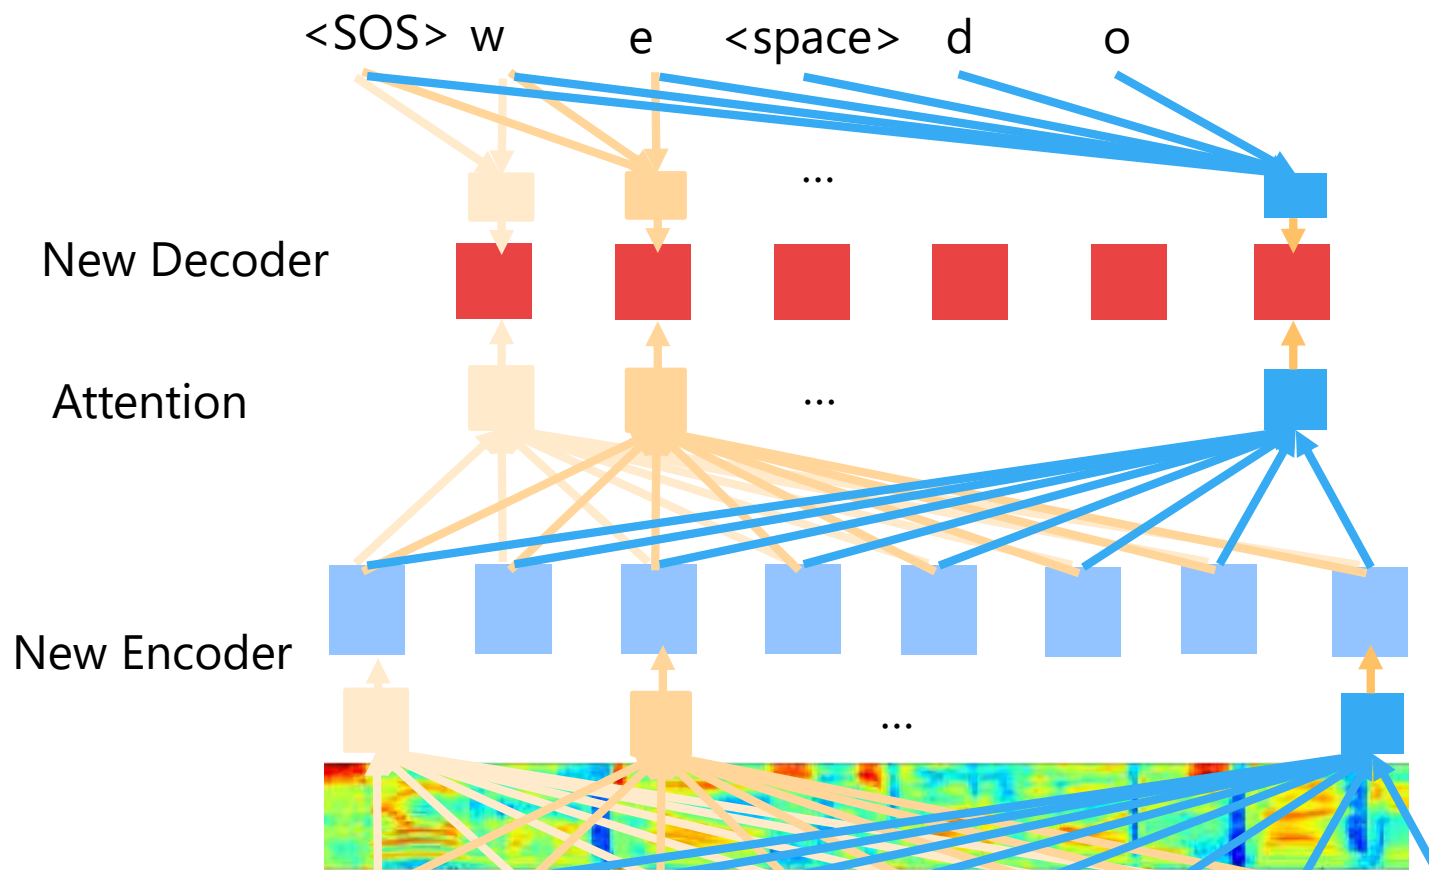 <SOS> w e <space> d o
...
New Decoder
Attention
...
New Encoder
...